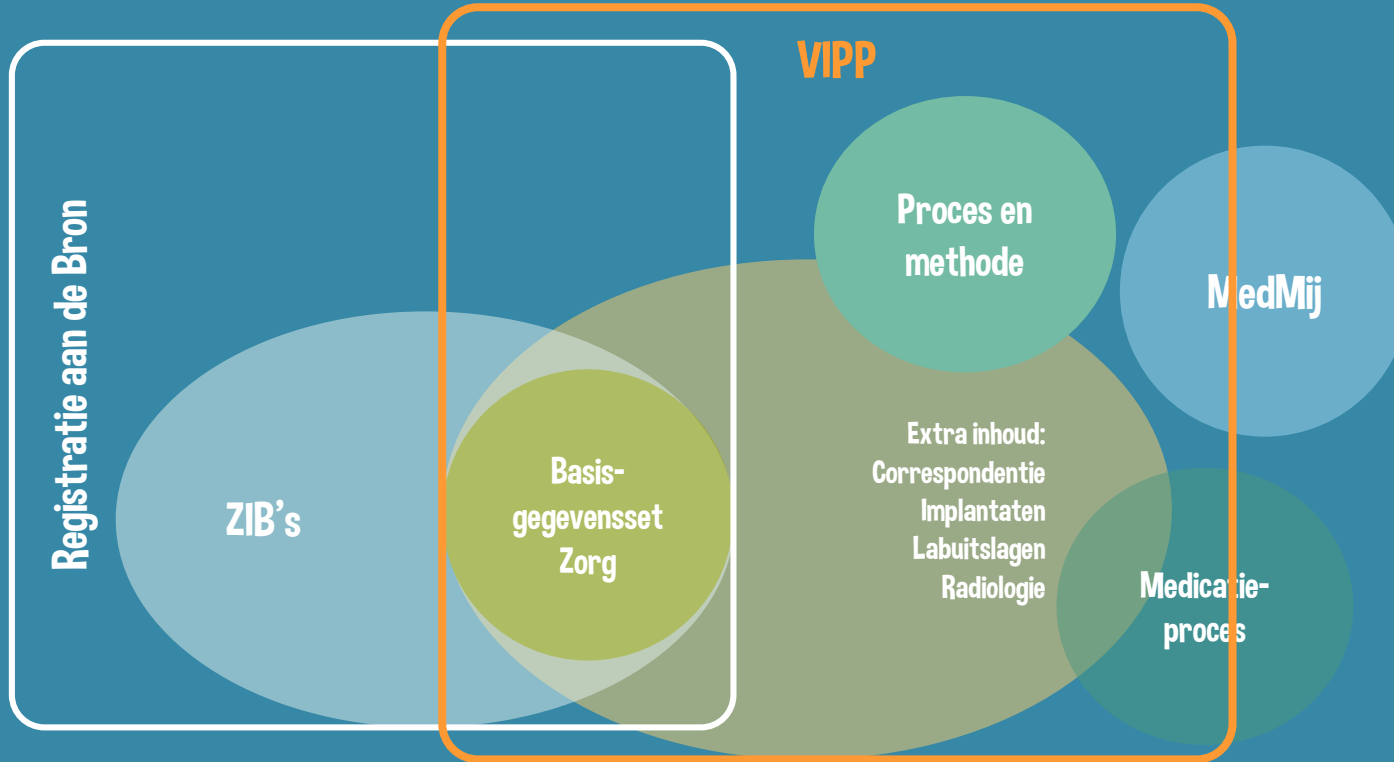 VIPP
Registratie aan de Bron
Proces en
methode
MedMij
ZIB's
Basis-
gegevensset
Zorg
Extra inhoud:
Correspondentie
Implantaten
Labuitslagen
Radiologie
Medicatie-
proces